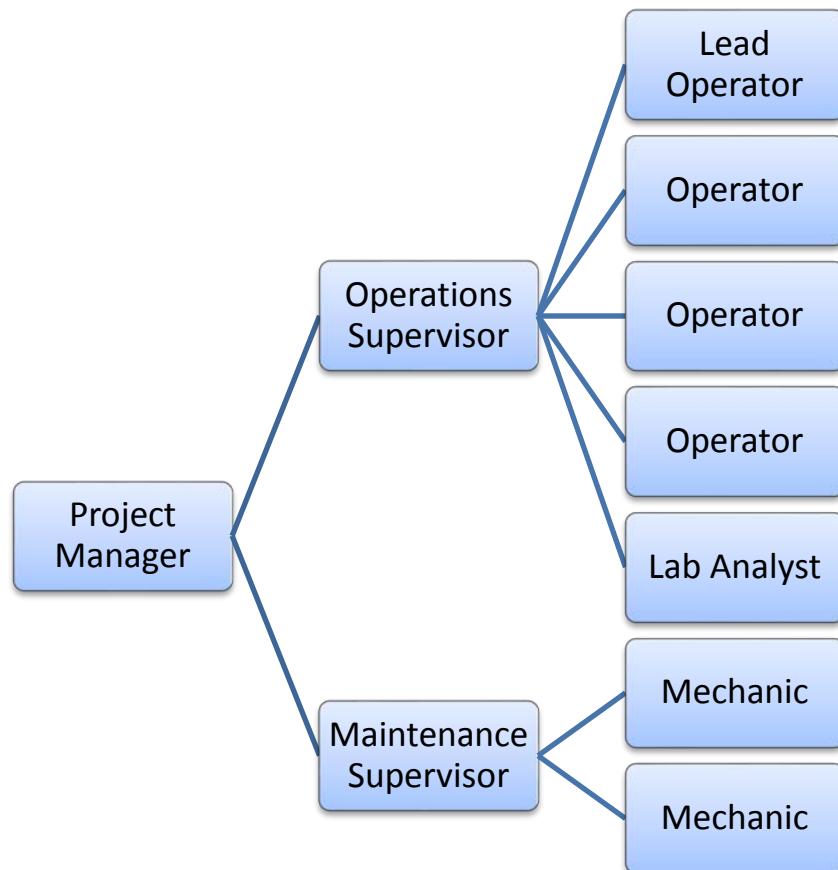 Lead
Operator
Operator
Operations
Supervisor
Operator
Operator
Project
Manager
Lab Analyst
Mechanic
Maintenance
Supervisor
Mechanic